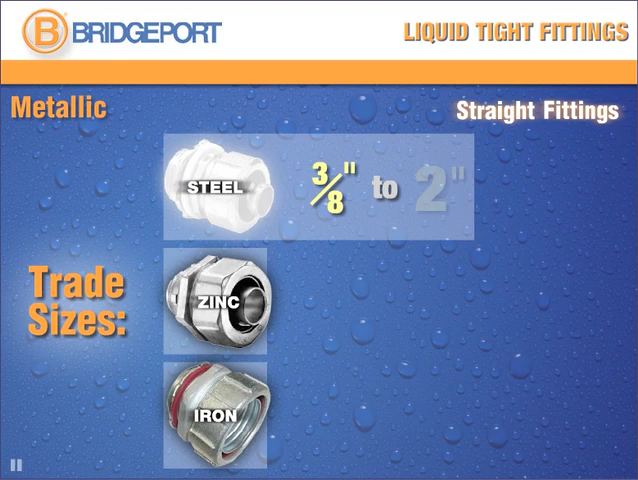 B® BRIDGEPORT
LIQUID TIGHT FITTINGS
Metallic
Straight Fittings
STEEL
3/8" to 2"
Trade
Sizes:
ZINC
IRON